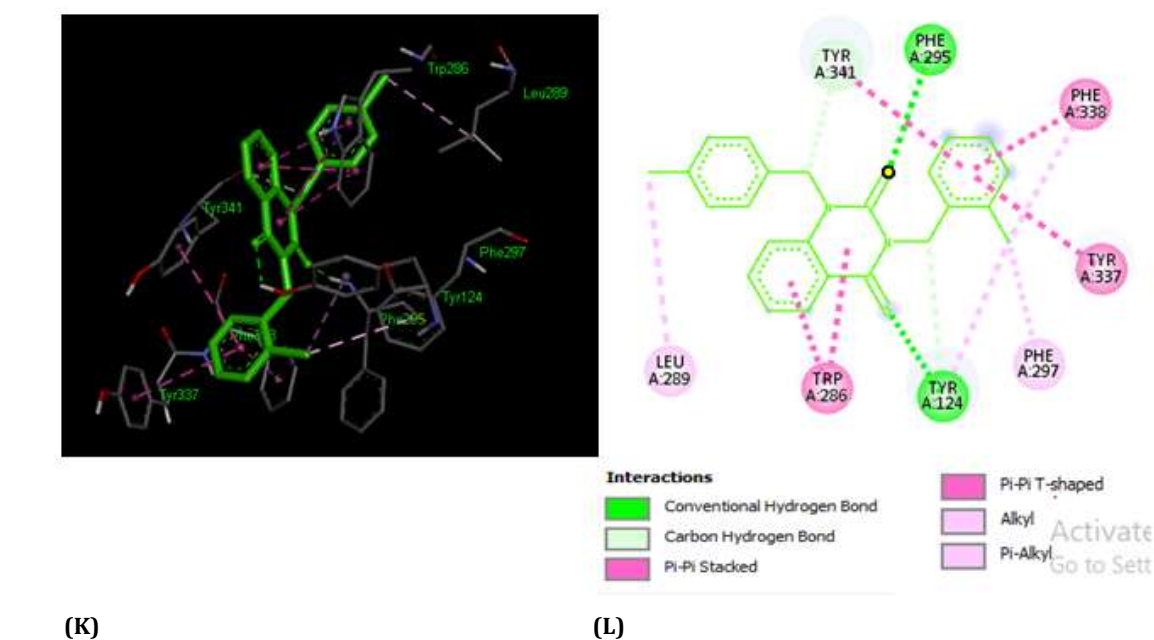 Trp286
Leu289
Tyr341
Phe297
Tyr124
Phe295
Tyr337
TYR
A:341
PHE
A:295
PHE
A:338
TYR
A:337
LEU
A:289
TRP
A:286
TYR
A:124
PHE
A:297
N
N
Interactions
Conventional Hydrogen Bond
Carbon Hydrogen Bond
Pi-Pi Stacked
Pi-Pi T-shaped
Alkyl
Pi-Alkyl
Activate
Go to Sett
(K)
(L)